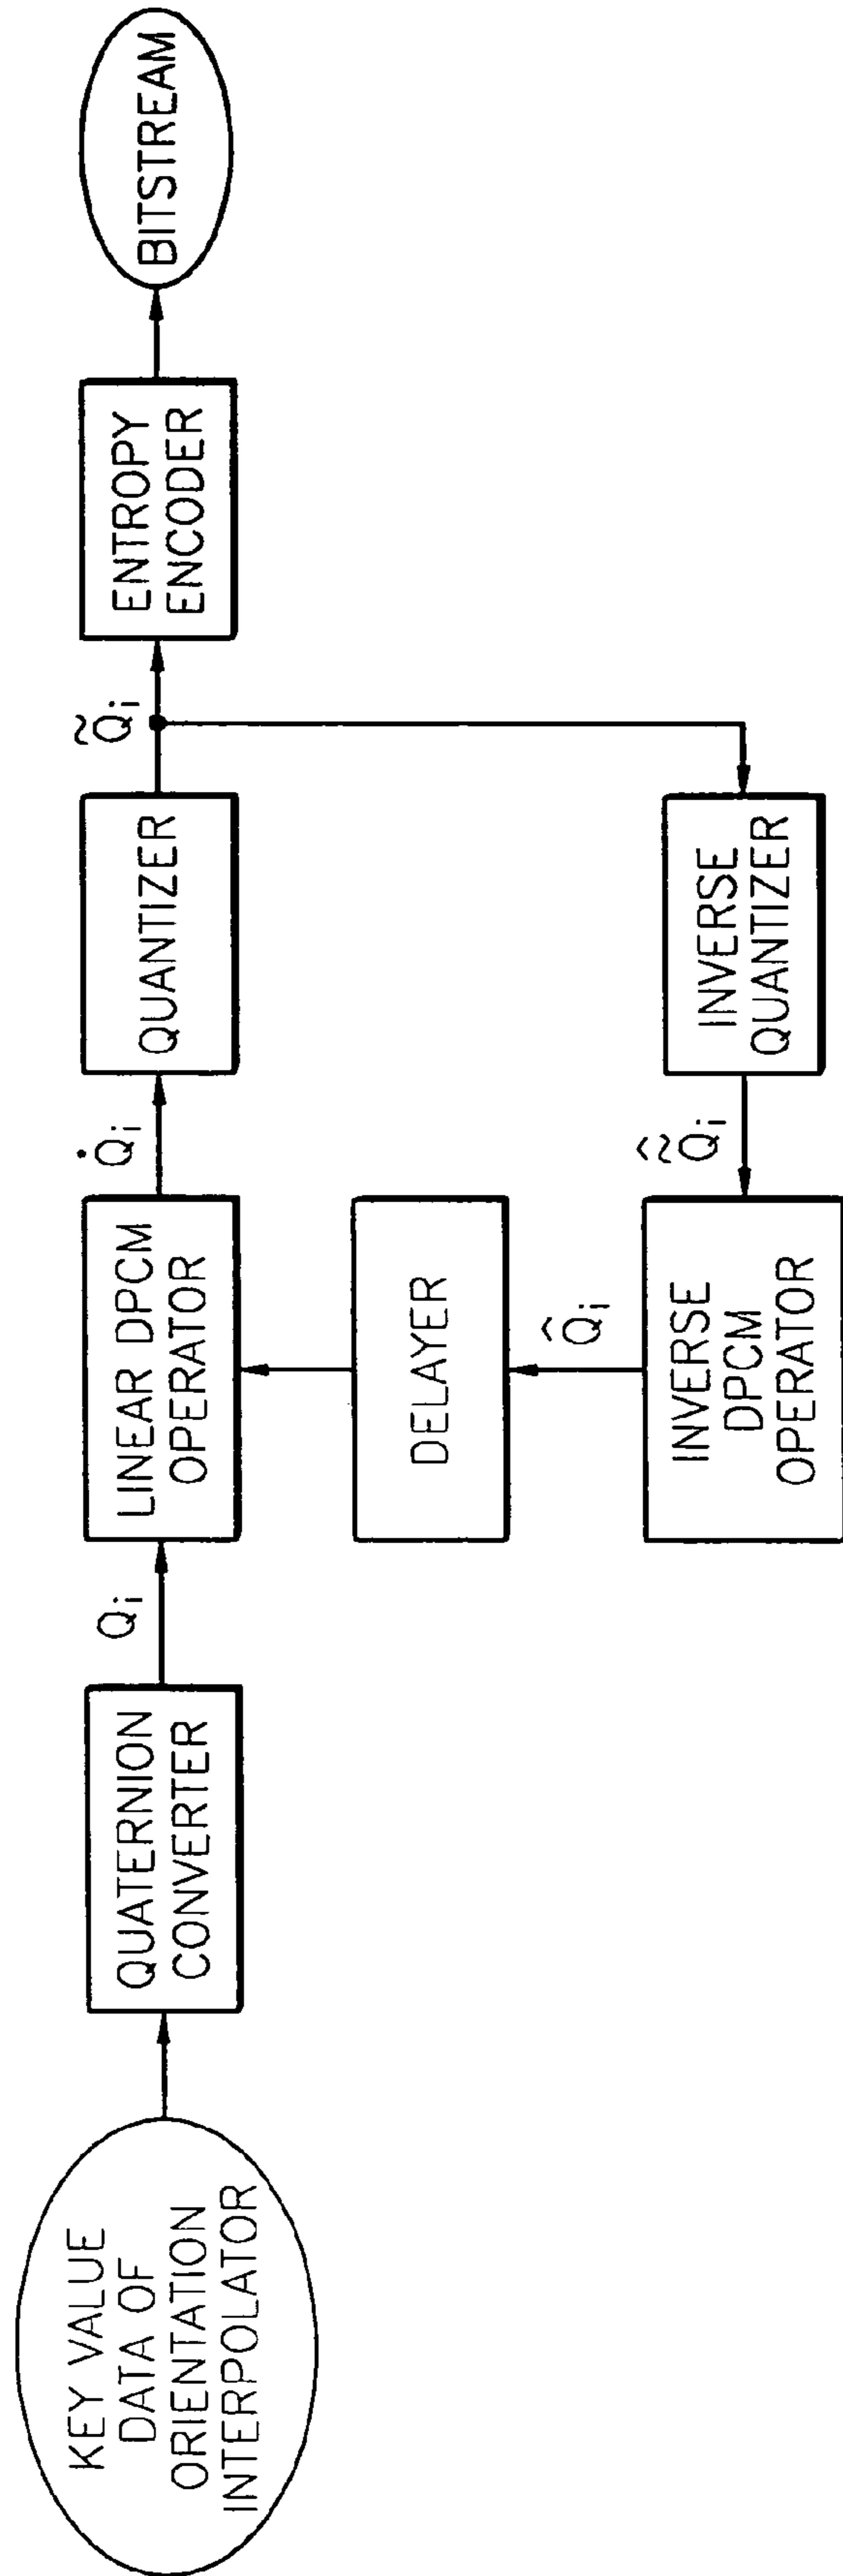 KEY VALUE
DATA OF
ORIENTATION
INTERPOLATOR
QUATERNION
CONVERTER
Qᵢ
LINEAR DPCM
OPERATOR
Q̇ᵢ
QUANTIZER
Q̃ᵢ
ENTROPY
ENCODER
BITSTREAM
DELAYER
Q̂ᵢ
INVERSE
DPCM
OPERATOR
Q̃̂ᵢ
INVERSE
QUANTIZER